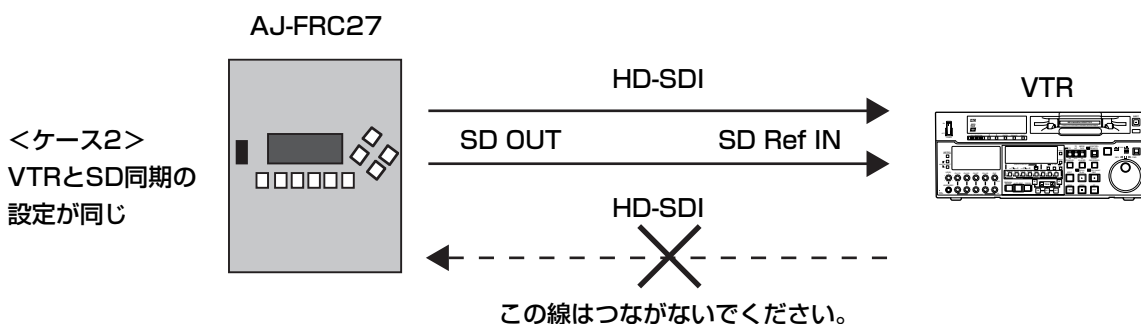 AJ-FRC27
HD-SDI
VTR
<ケース2>
VTRとSD同期の
設定が同じ
SD OUT
SD Ref IN
HD-SDI
この線はつながないでください。